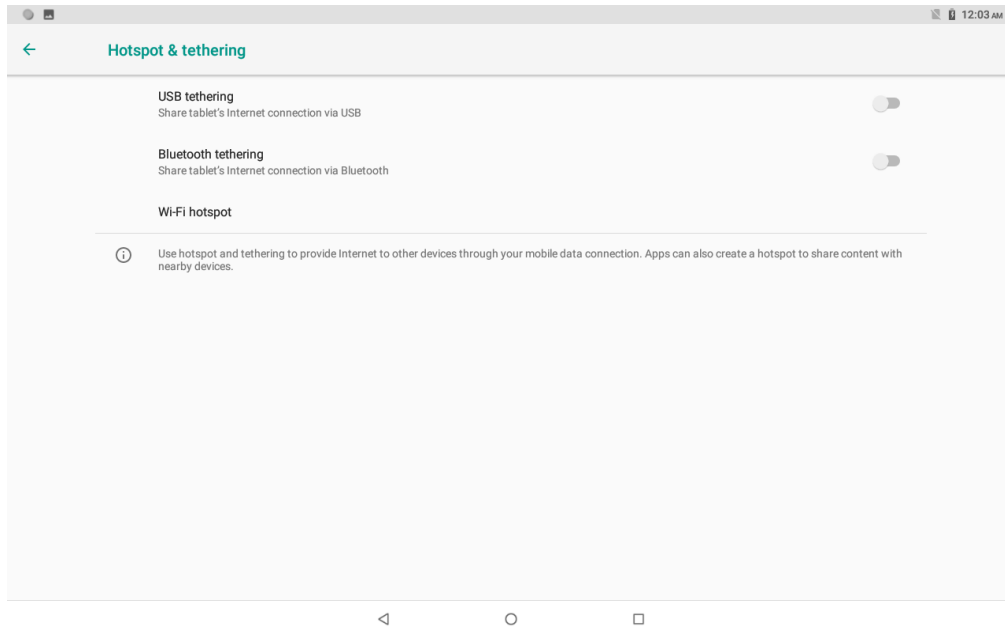 12:03 AM
Hotspot & tethering
USB tethering
Share tablet's Internet connection via USB
Bluetooth tethering
Share tablet's Internet connection via Bluetooth
Wi-Fi hotspot
Use hotspot and tethering to provide Internet to other devices through your mobile data connection. Apps can also create a hotspot to share content with
nearby devices.